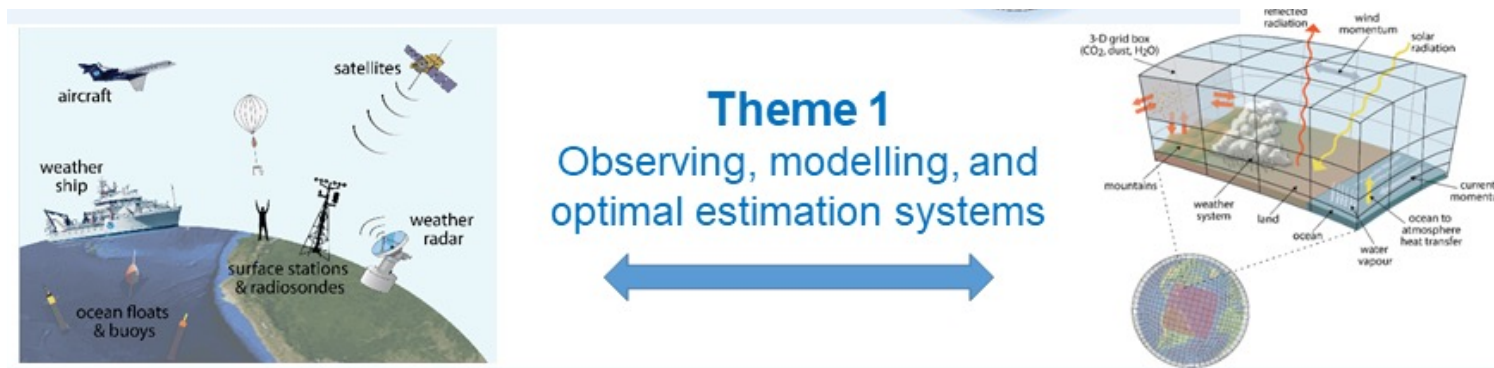 aircraft
satellites
weather
ship
weather
radar
surface stations
& radiosondes
ocean floats
& buoys
Theme 1
Observing, modelling, and
optimal estimation systems
reflected
radiation
wind
momentum
solar
radiation
3-D grid box
(CO₂, dust, H₂O)
mountains
weather
system
land
ocean
water
vapour
ocean to
atmosphere
heat transfer
current